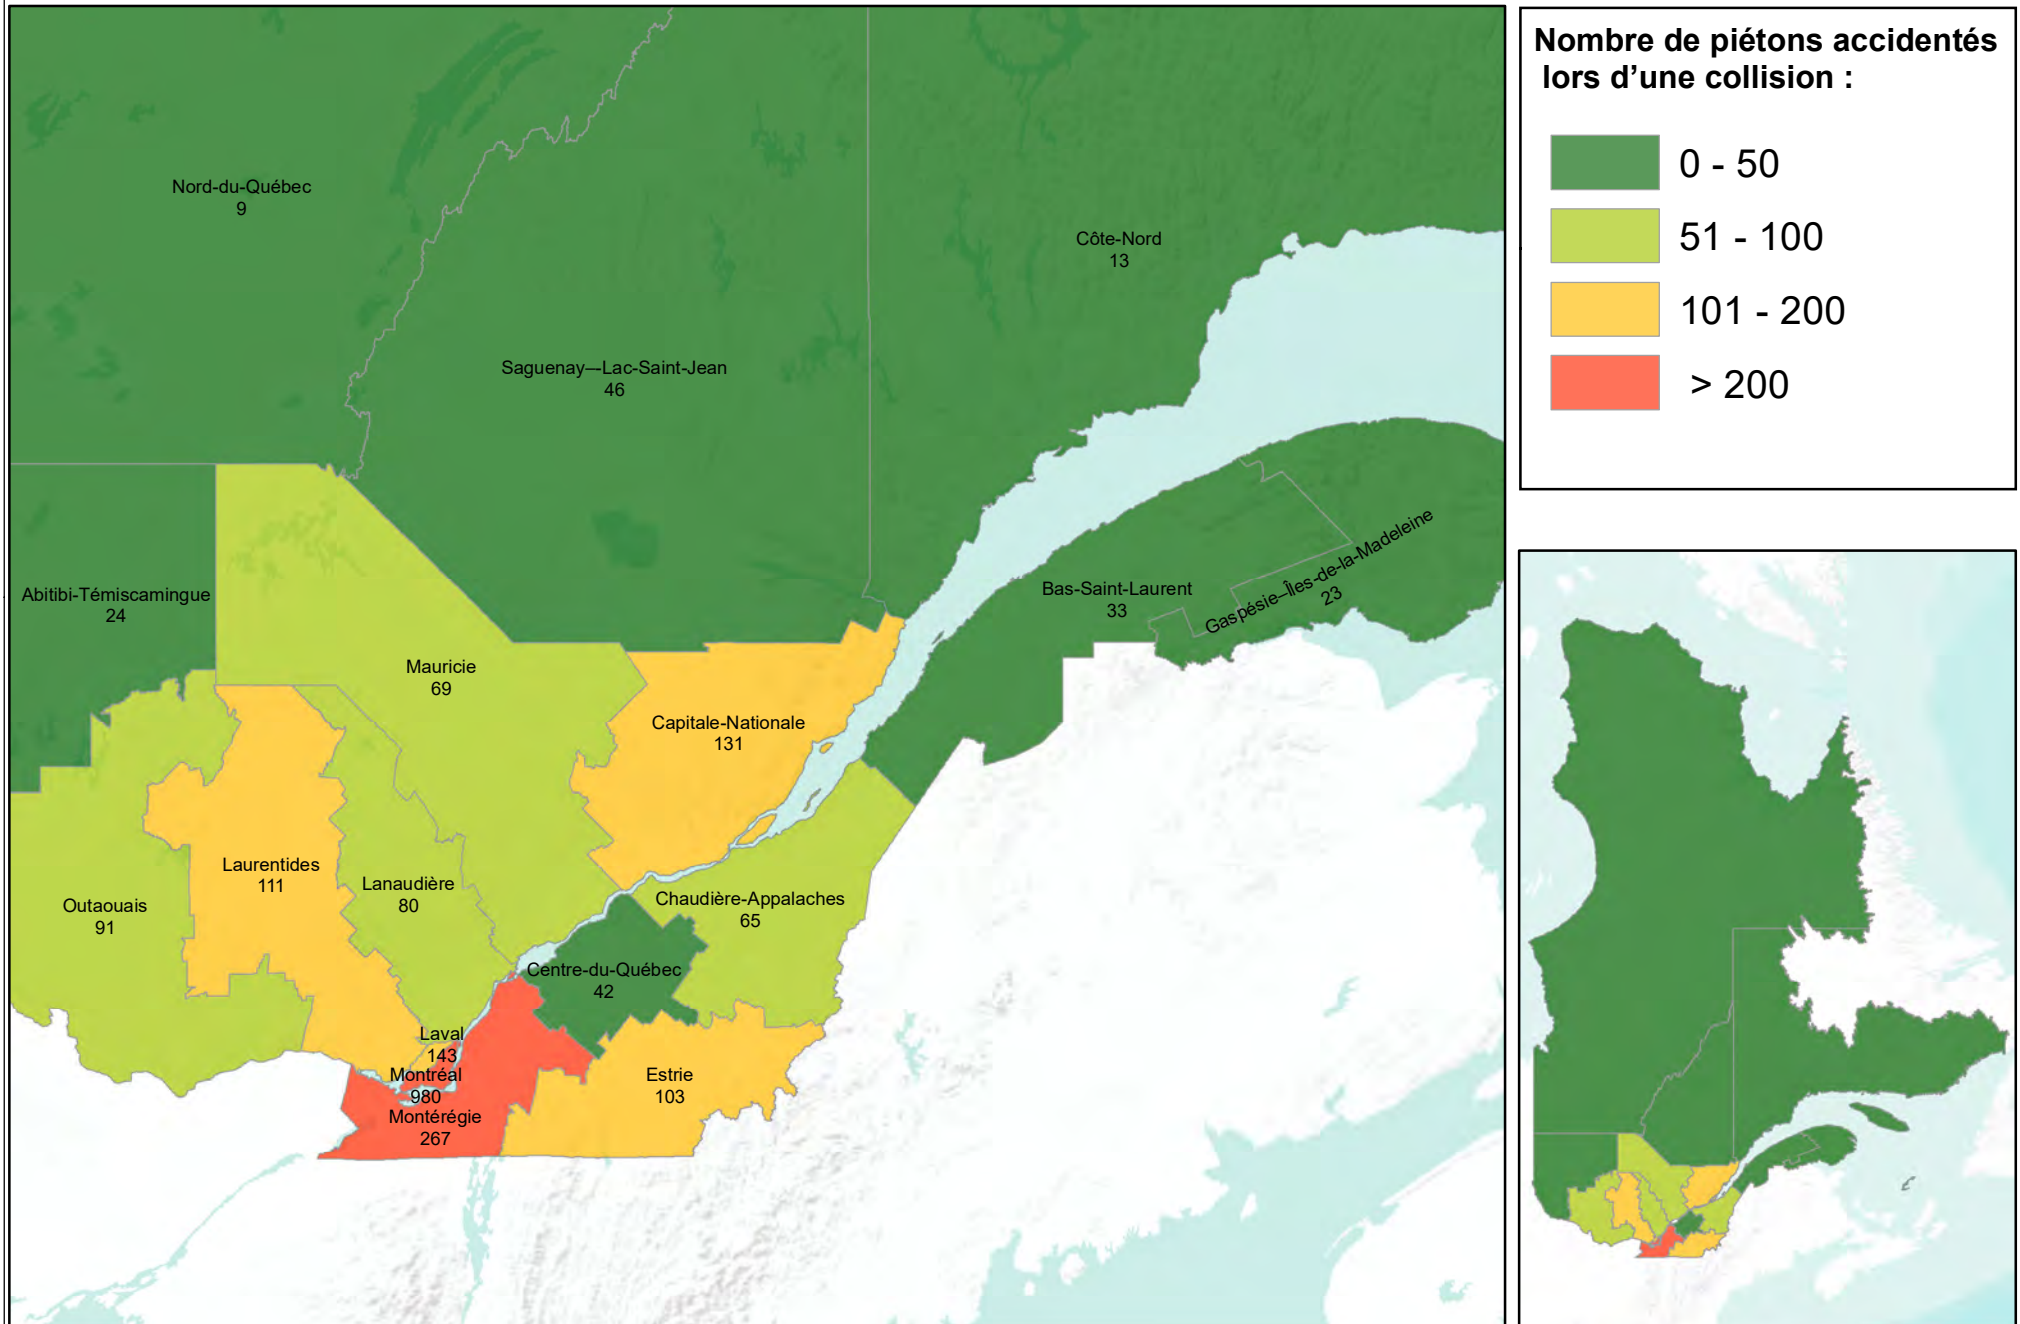 Nombre de piétons accidentés
lors d’une collision :
0 - 50
51 - 100
101 - 200
> 200
Nord-du-Québec
9
Côte-Nord
13
Saguenay---Lac-Saint-Jean
46
Abitibi-Témiscamingue
24
Bas-Saint-Laurent
33
Gaspésie--Îles-de-la-Madeleine
23
Mauricie
69
Capitale-Nationale
131
Laurentides
111
Lanaudière
80
Outaouais
91
Chaudière-Appalaches
65
Centre-du-Québec
42
Laval
143
Montréal
980
Montérégie
267
Estrie
103